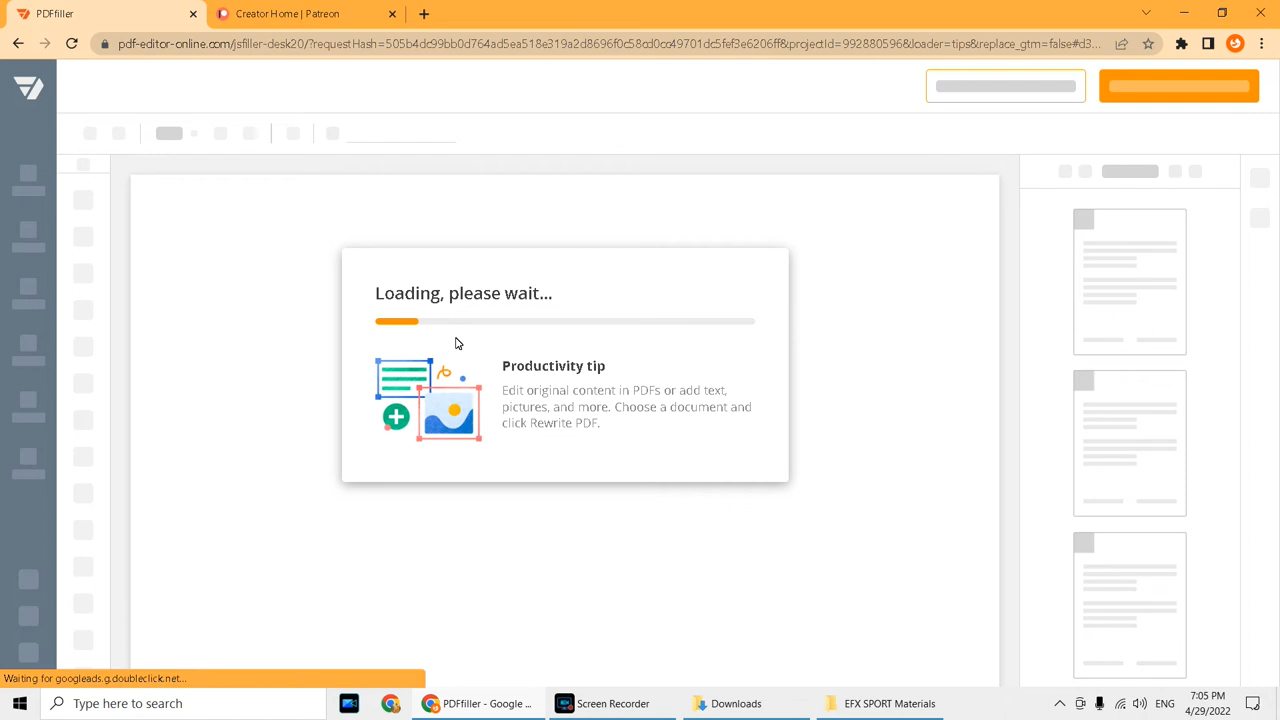 PDFfiller
Creator Home | Patreon
pdf-editor-online.com/jsfiller-desk20/?requestHash=505b4dc99bb0d764ad5ea518e319a2d8696f0c58cd0co49701dc5fef3e6206ff&projectId=992880596&loader=tips&replace_gtm=false#d3...
Loading, please wait...
Productivity tip
Edit original content in PDFs or add text,
pictures, and more. Choose a document and
click Rewrite PDF.
Waiting for googleads.g.doubleclick.net...
Type here to search
PDFfiller - Google ...
Screen Recorder
Downloads
EFX SPORT Materials
ENG
7:05 PM
4/29/2022